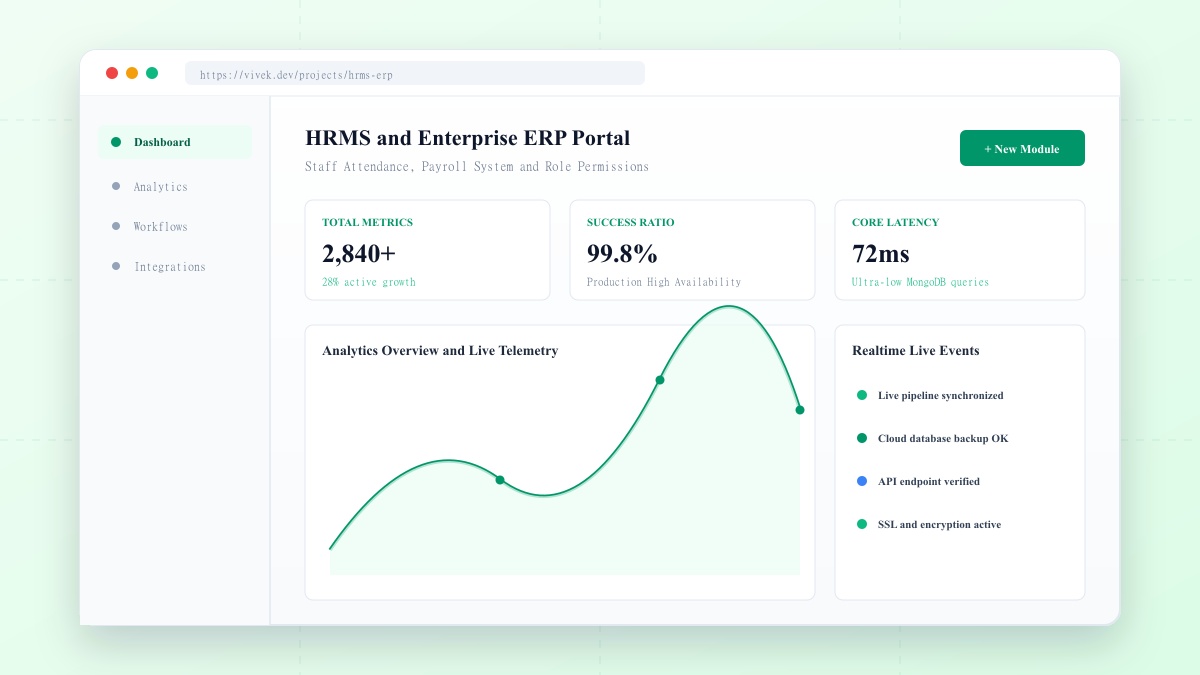 https://vivek.dev/projects/hrms-erp
Dashboard
Analytics
Workflows
Integrations
HRMS and Enterprise ERP Portal
Staff Attendance, Payroll System and Role Permissions
+ New Module
TOTAL METRICS
2,840+
28% active growth
SUCCESS RATIO
99.8%
Production High Availability
CORE LATENCY
72ms
Ultra-low MongoDB queries
Analytics Overview and Live Telemetry
Realtime Live Events
Live pipeline synchronized
Cloud database backup OK
API endpoint verified
SSL and encryption active